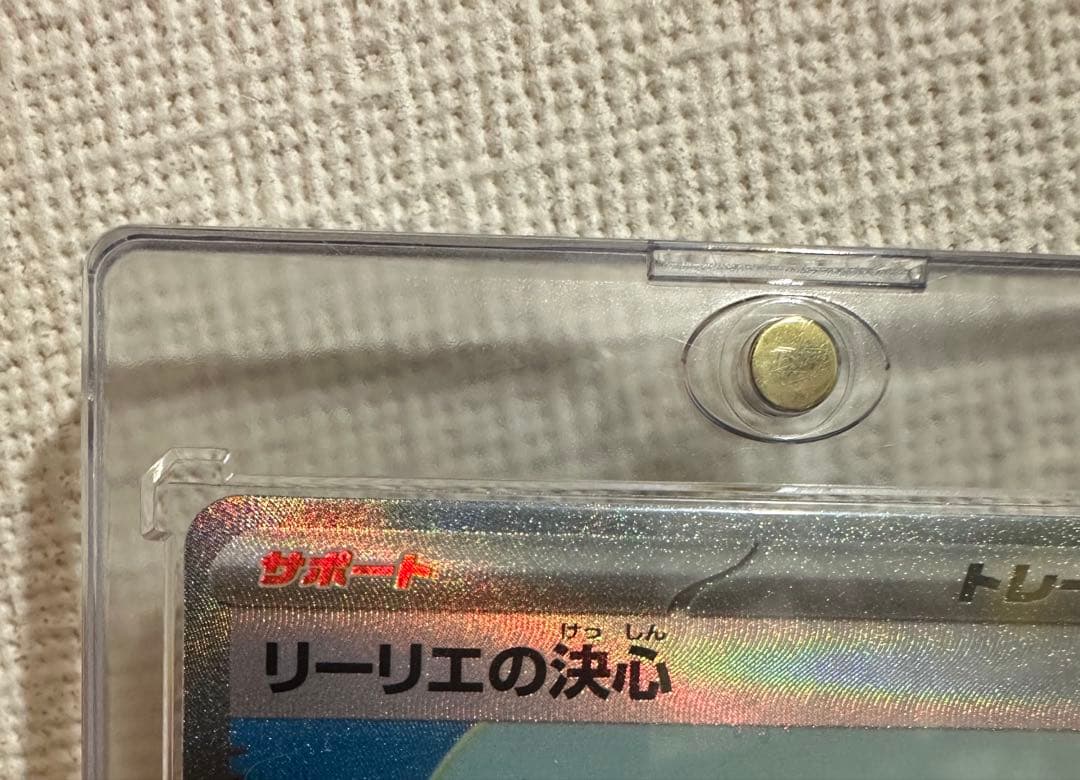 サポート
トレー
けっしん
リーリエの決心